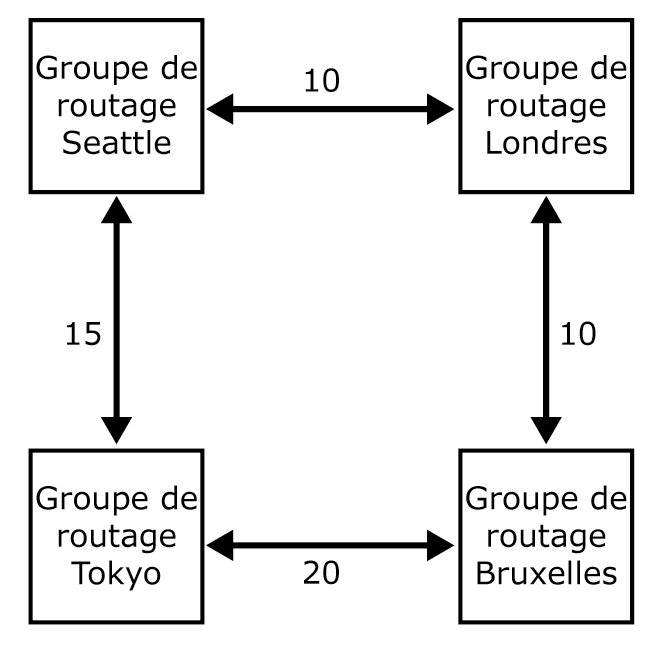 Groupe de
routage
Seattle
10
Groupe de
routage
Londres
15
10
Groupe de
routage
Tokyo
20
Groupe de
routage
Bruxelles